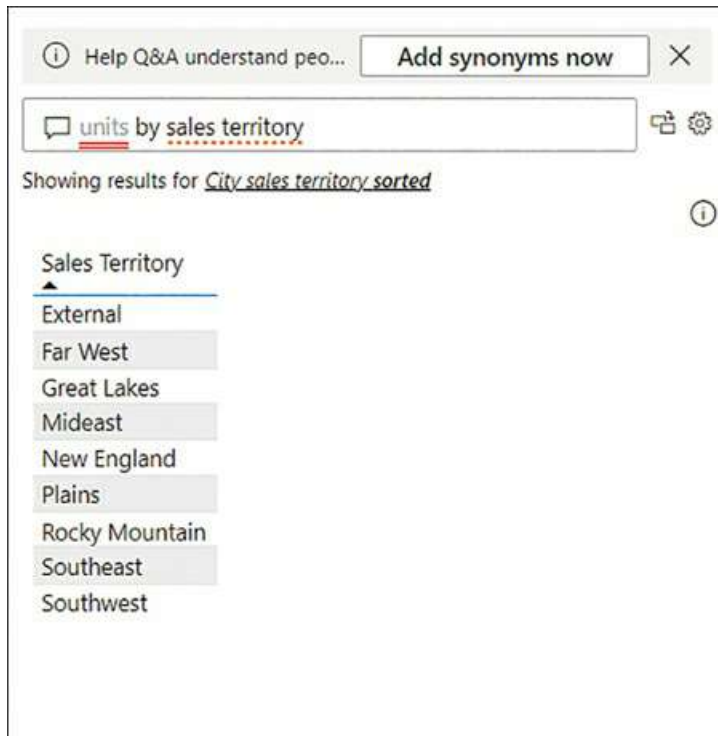 Help Q&A understand peo... Add synonyms now
units by sales territory
Showing results for City sales territory sorted
Sales Territory
External
Far West
Great Lakes
Mideast
New England
Plains
Rocky Mountain
Southeast
Southwest